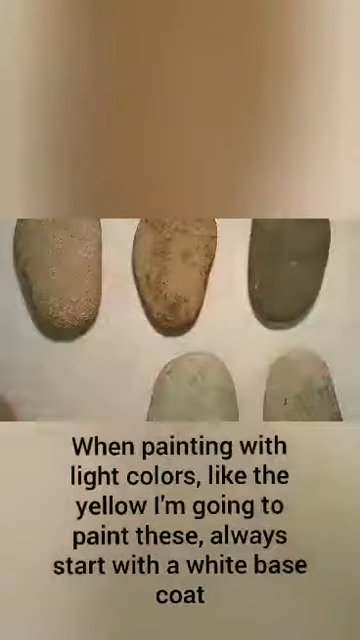 When painting with
light colors, like the
yellow I'm going to
paint these, always
start with a white base
coat